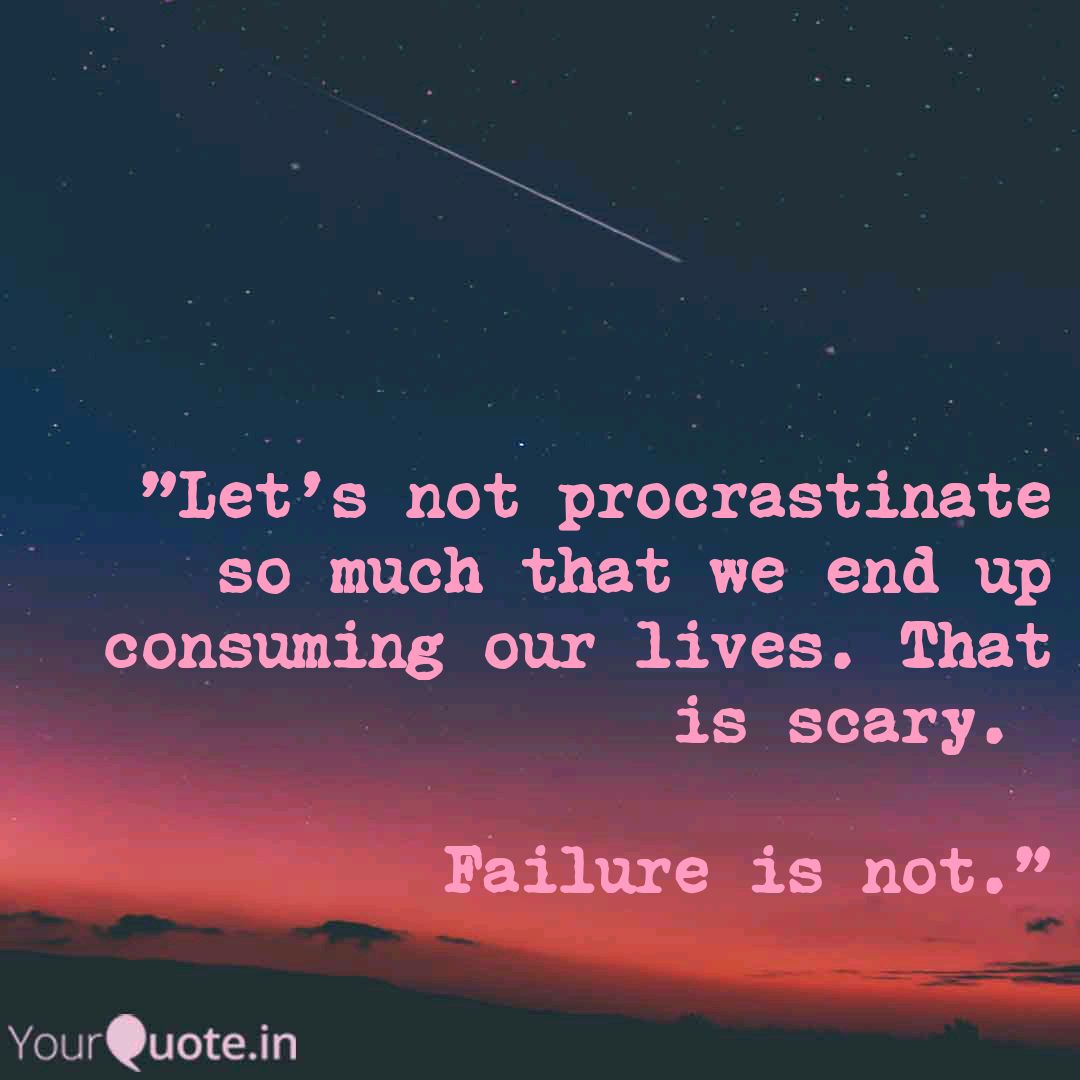 ”Let’s not procrastinate
so much that we end up
consuming our lives. That
is scary.
Failure is not.”
YourQuote.in